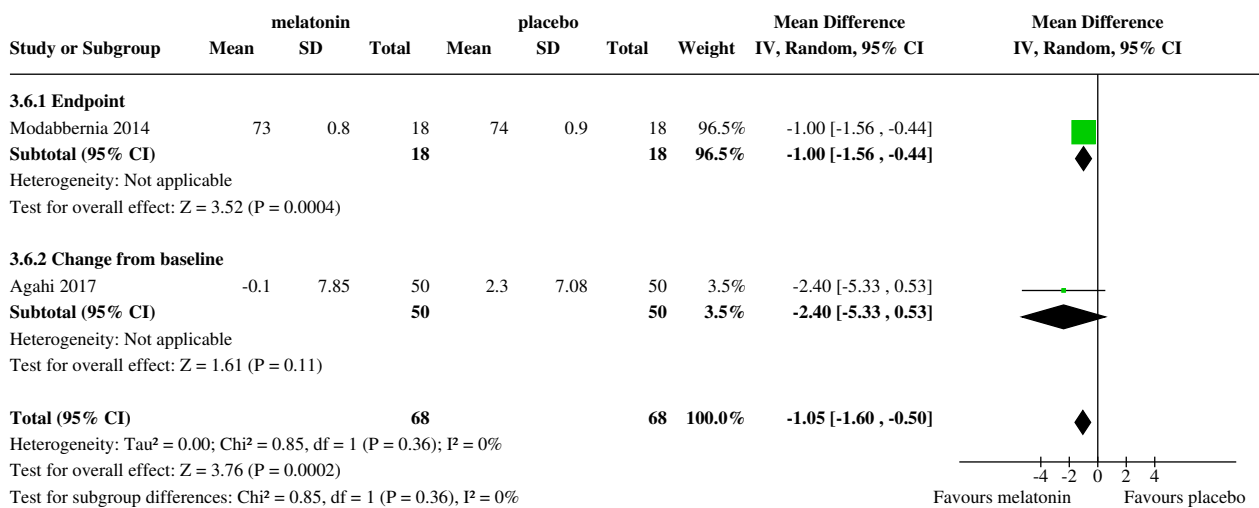 melatonin placebo Mean Difference Mean Difference
Study or Subgroup Mean SD Total Mean SD Total Weight IV, Random, 95% CI IV, Random, 95% CI
3.6.1 Endpoint
Modabbernia 2014 73 0.8 18 74 0.9 18 96.5% -1.00 [-1.56 , -0.44]
Subtotal (95% CI) 18 18 96.5% -1.00 [-1.56 , -0.44]
Heterogeneity: Not applicable
Test for overall effect: Z = 3.52 (P = 0.0004)
3.6.2 Change from baseline
Agahi 2017 -0.1 7.85 50 2.3 7.08 50 3.5% -2.40 [-5.33 , 0.53]
Subtotal (95% CI) 50 50 3.5% -2.40 [-5.33 , 0.53]
Heterogeneity: Not applicable
Test for overall effect: Z = 1.61 (P = 0.11)
Total (95% CI) 68 68 100.0% -1.05 [-1.60 , -0.50]
Heterogeneity: Tau² = 0.00; Chi² = 0.85, df = 1 (P = 0.36); I² = 0%
Test for overall effect: Z = 3.76 (P = 0.0002)
-4 -2 0 2 4
Test for subgroup differences: Chi² = 0.85, df = 1 (P = 0.36), I² = 0% Favours melatonin Favours placebo